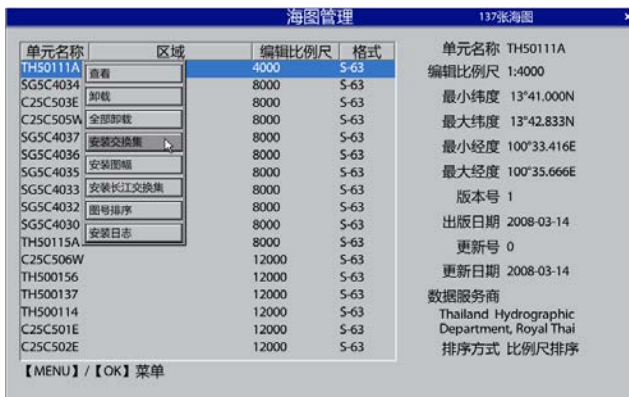 海图管理
137张海图
×
单元名称 区域 编辑比例尺 格式
TH50111A 4000 S-63
SG5C4034 8000 S-63
C25C503E 8000 S-63
C25C505W 8000 S-63
SG5C4037 8000 S-63
SG5C4036 8000 S-63
SG5C4035 8000 S-63
SG5C4033 8000 S-63
SG5C4032 8000 S-63
SG5C4030 8000 S-63
TH50115A 8000 S-63
C25C506W 12000 S-63
TH500156 12000 S-63
TH500137 12000 S-63
TH500114 12000 S-63
C25C501E 12000 S-63
C25C502E 12000 S-63
查看
卸载
全部卸载
安装交换集
安装图幅
安装长江交换集
图号排序
安装日志
【MENU】/【OK】菜单
单元名称 TH50111A
编辑比例尺 1:4000
最小纬度 13°41.000N
最大纬度 13°42.833N
最小经度 100°33.416E
最大经度 100°35.666E
版本号 1
出版日期 2008-03-14
更新号 0
更新日期 2008-03-14
数据服务商
Thailand Hydrographic
Department, Royal Thai
排序方式 比例尺排序